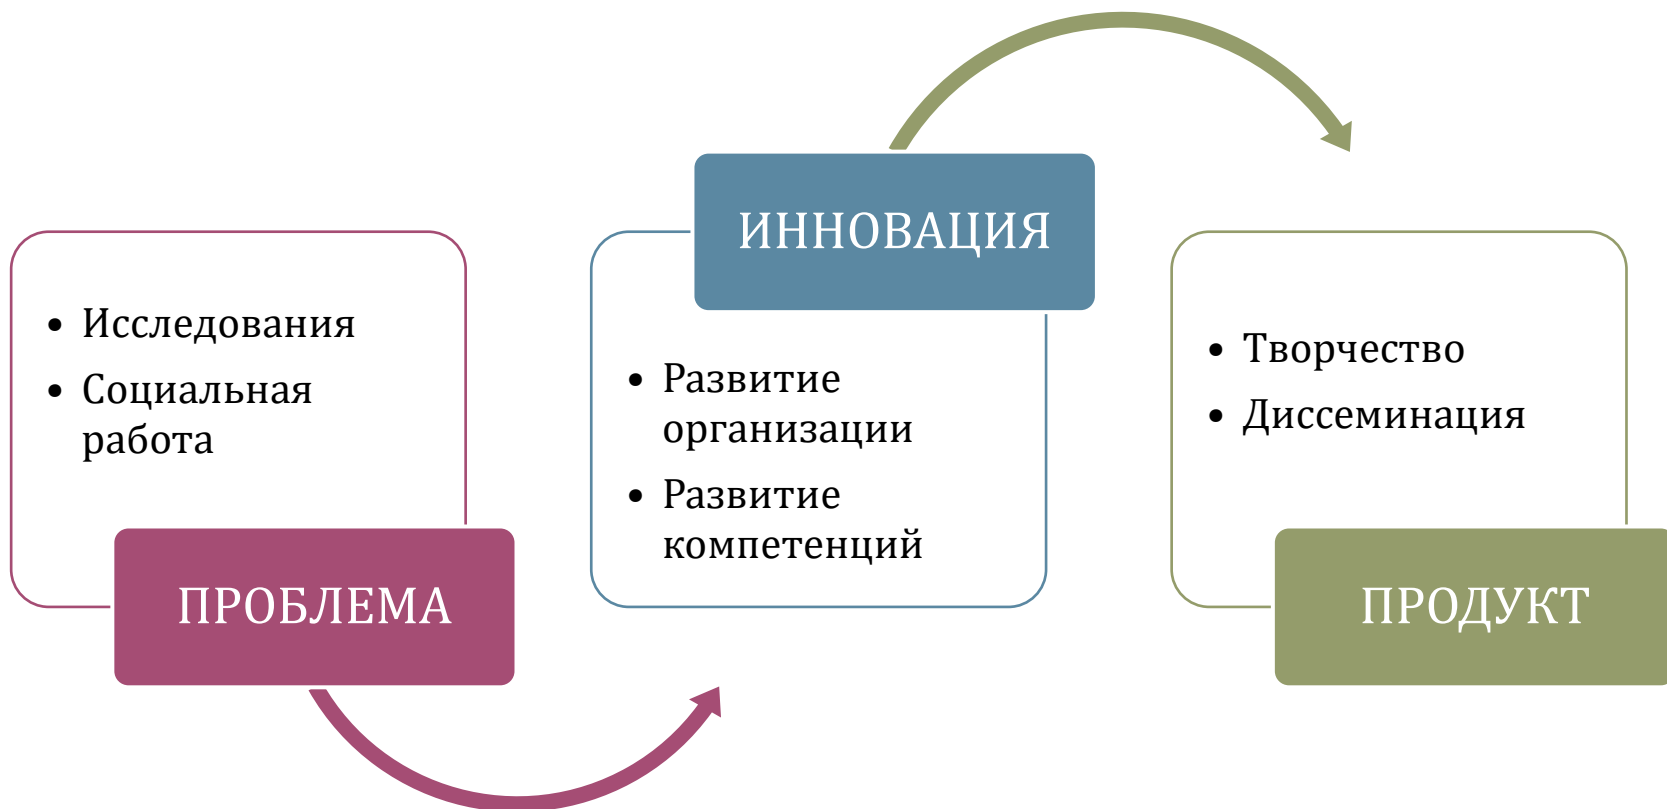 • Исследования
• Социальная
работа
ПРОБЛЕМА
ИННОВАЦИЯ
• Развитие
организации
• Развитие
компетенций
• Творчество
• Диссеминация
ПРОДУКТ